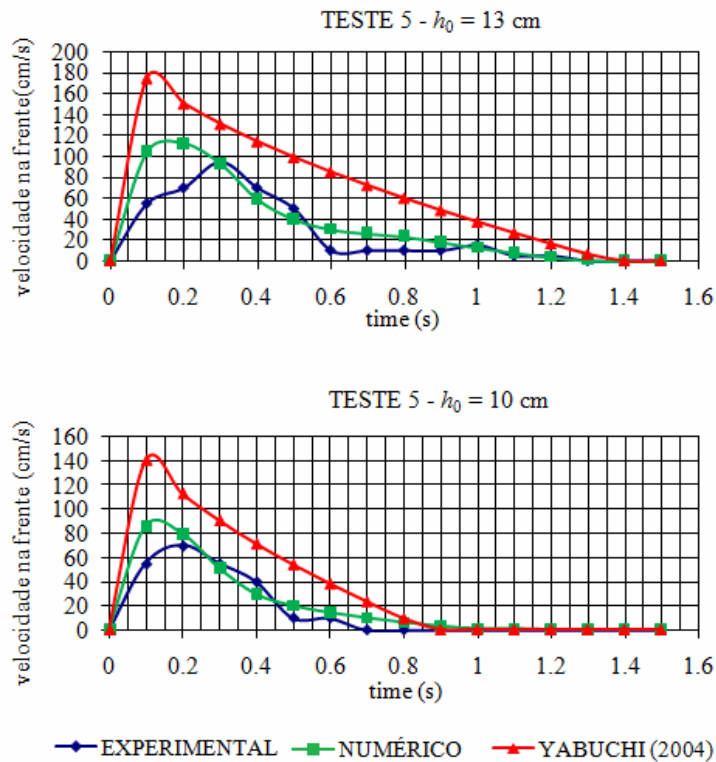 TESTE 5 - h0 = 13 cm
velocidade na frente(cm/s)
200
180
160
140
120
100
80
60
40
20
0
0 0.2 0.4 0.6 0.8 1 1.2 1.4 1.6
time (s)
TESTE 5 - h0 = 10 cm
velocidade na frente (cm/s)
160
140
120
100
80
60
40
20
0
0 0.2 0.4 0.6 0.8 1 1.2 1.4 1.6
time (s)
EXPERIMENTAL NUMÉRICO YABUCHI (2004)